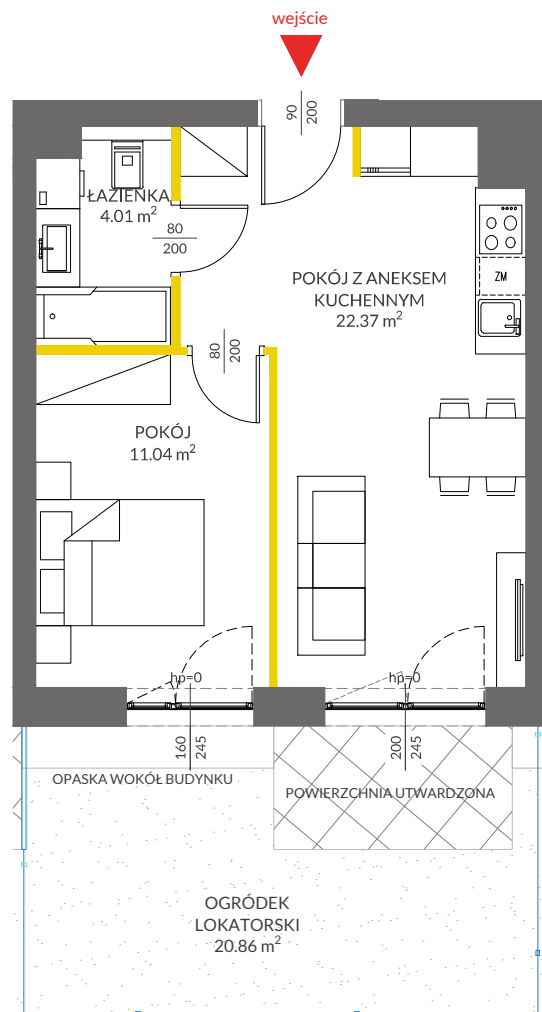 wejście
90
200
ŁAZIENKA
4.01 m²
80
200
POKÓJ Z ANEKSEM
KUCHENNYM
22.37 m²
ZM
80
200
POKÓJ
11.04 m²
hp=0
hp=0
160
245
200
245
OPASKA WOKÓŁ BUDYNKU
POWIERZCHNIA UTWARDZONA
OGRÓDEK
LOKATORSKI
20.86 m²